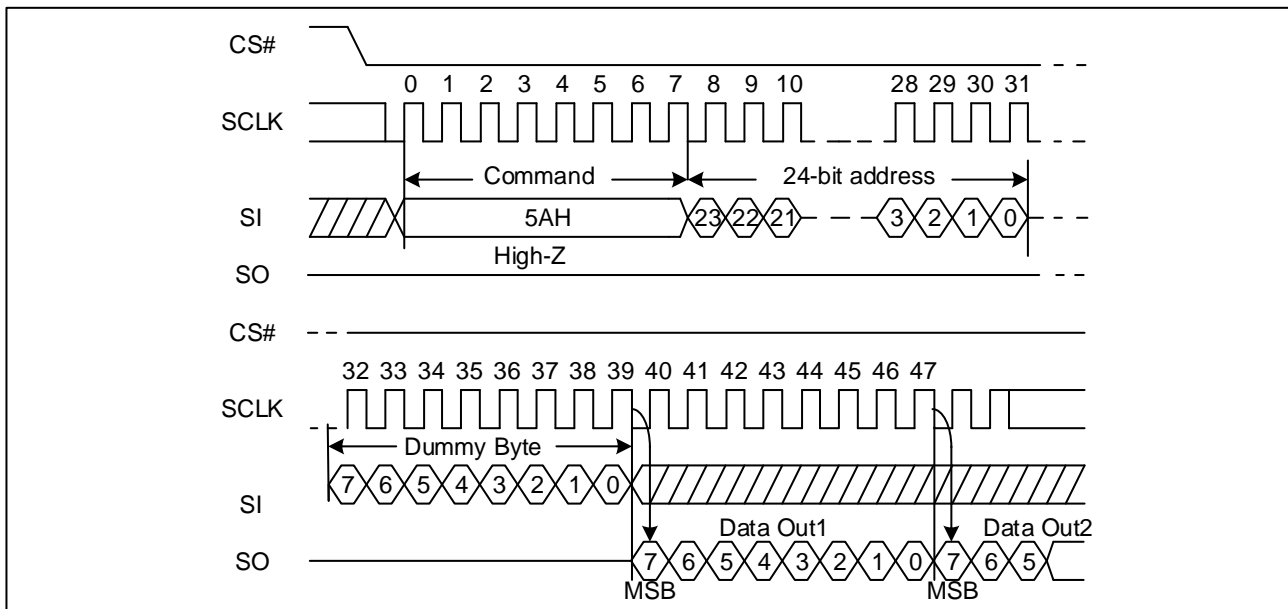 CS#
0 1 2 3 4 5 6 7 8 9 10 28 29 30 31
SCLK
Command 24-bit address
SI 5AH 23 22 21 3 2 1 0
High-Z
SO
CS#
32 33 34 35 36 37 38 39 40 41 42 43 44 45 46 47
SCLK
Dummy Byte
SI 7 6 5 4 3 2 1 0
Data Out1 Data Out2
SO 7 6 5 4 3 2 1 0 7 6 5
MSB MSB